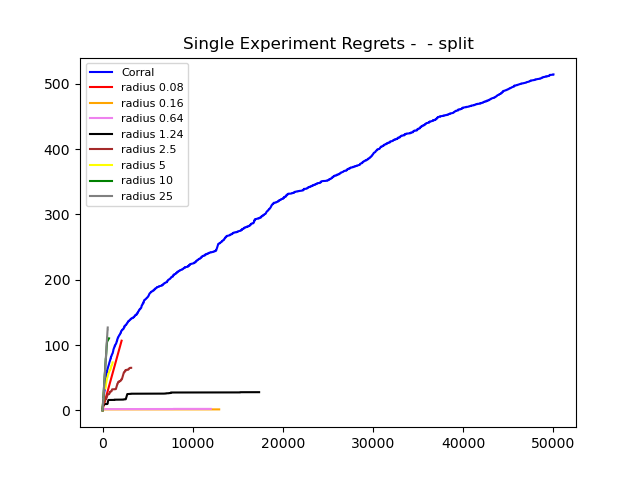 Single Experiment Regrets -  - split
Corral
radius 0.08
radius 0.16
radius 0.64
radius 1.24
radius 2.5
radius 5
radius 10
radius 25
500
400
300
200
100
0
0 10000 20000 30000 40000 50000